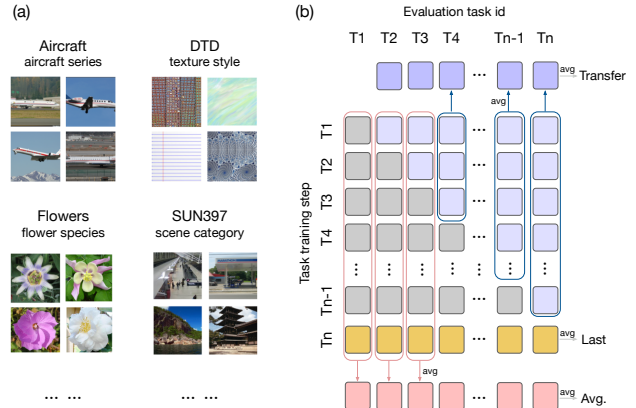 (a)
Aircraft
aircraft series
DTD
texture style
Flowers
flower species
SUN397
scene category
... ...
... ...
(b)
Evaluation task id
T1 T2 T3 T4 Tn-1 Tn
... avg Transfer
avg
Task training step
T1 ...
T2 ...
T3 ...
T4 ...
... ... ... ... ... ...
Tn-1 ...
Tn ... avg Last
avg
... avg Avg.